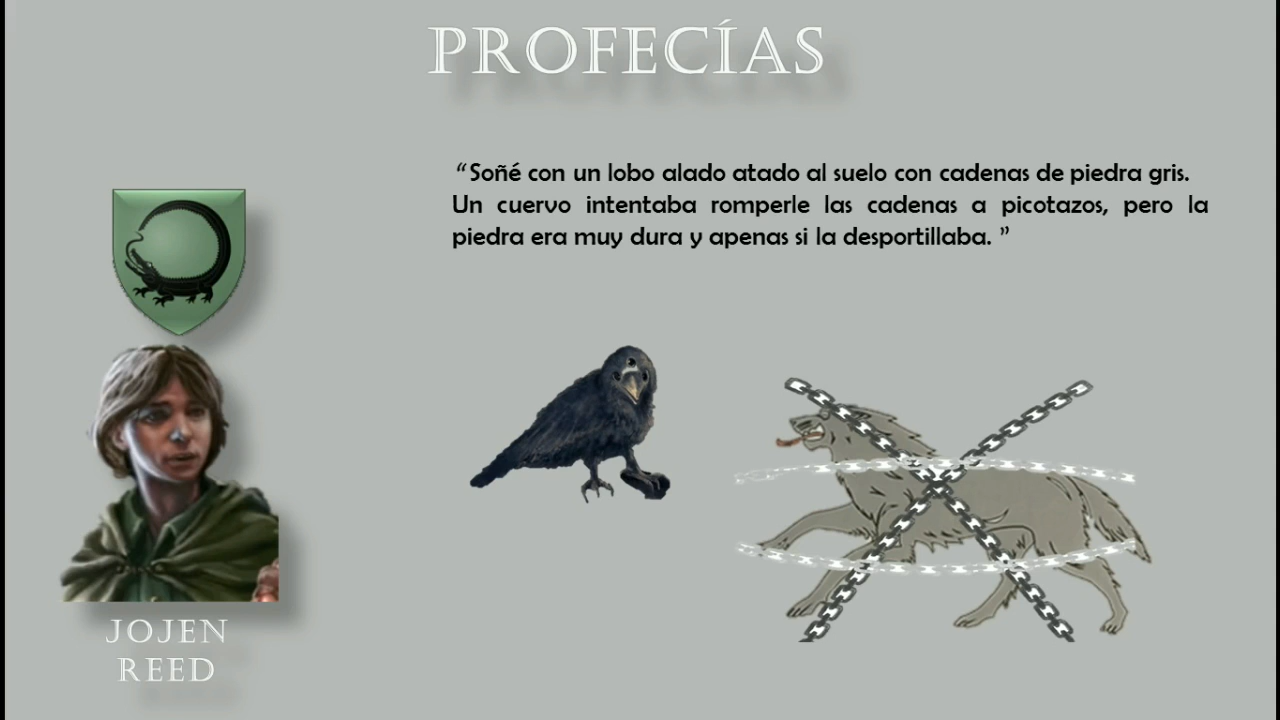 PROFECÍAS
“Soñé con un lobo alado atado al suelo con cadenas de piedra gris.
Un cuervo intentaba romperle las cadenas a picotazos, pero la
piedra era muy dura y apenas si la desportillaba. ”
JOJEN
REED